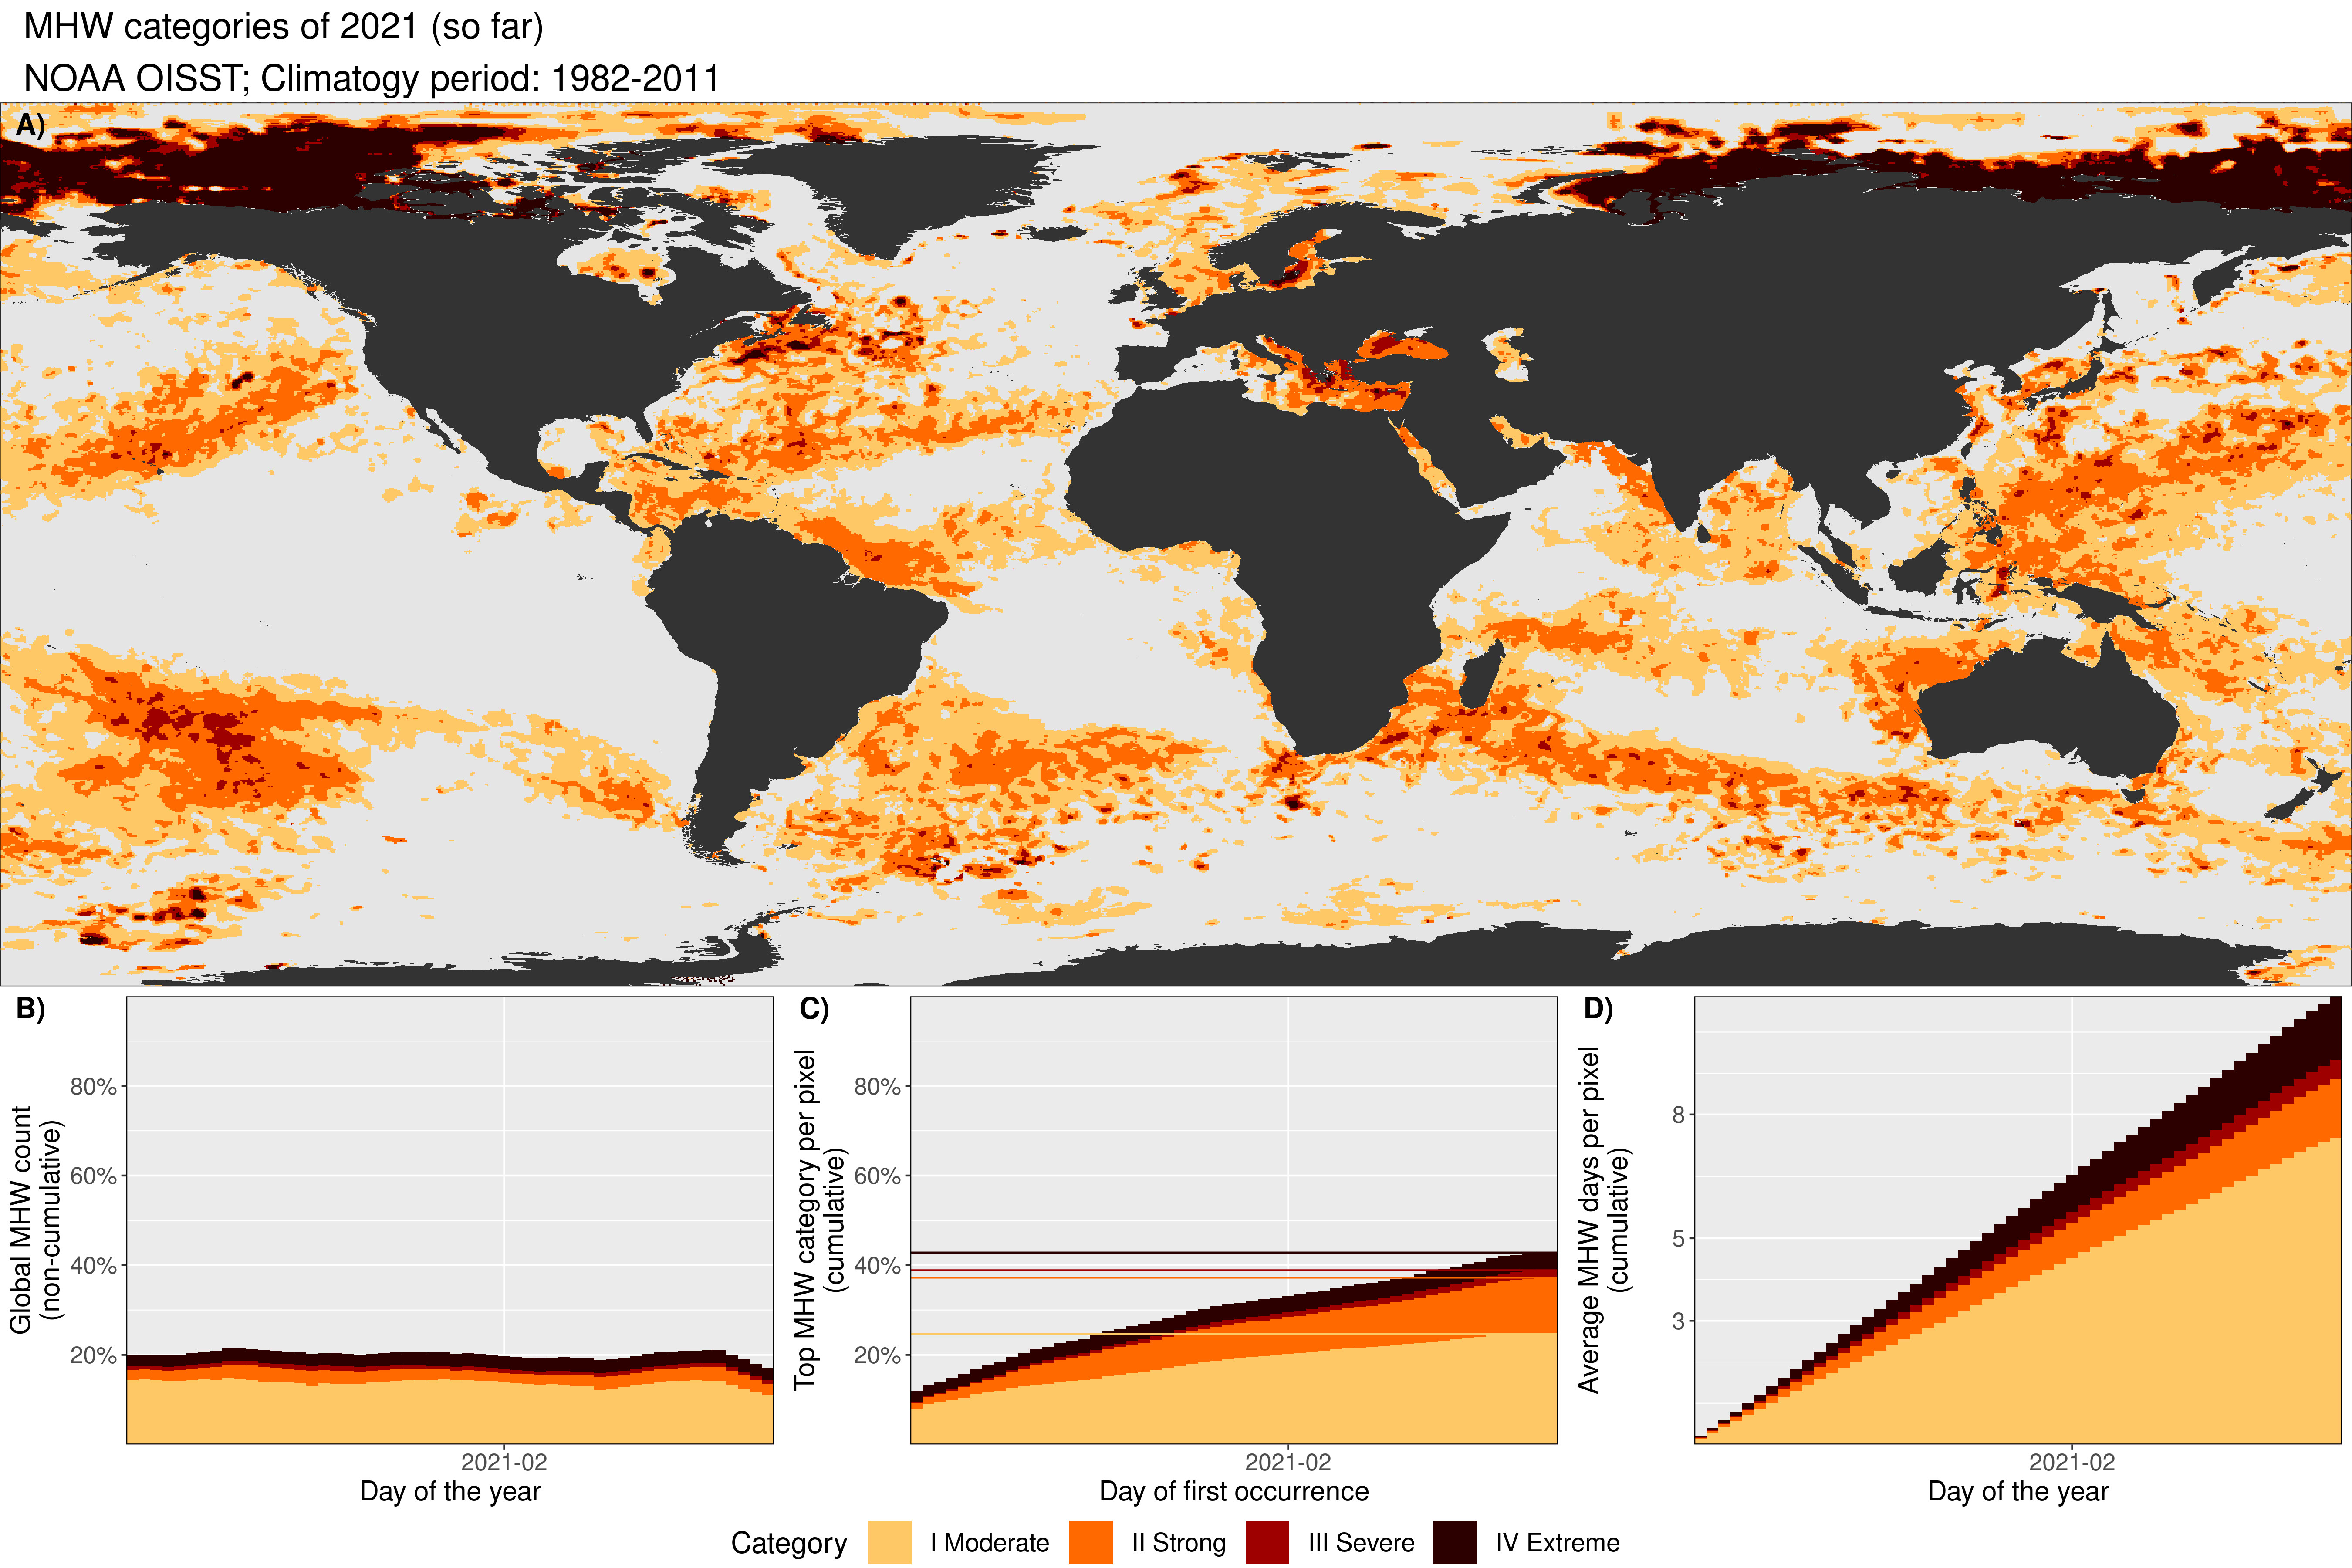 MHW categories of 2021 (so far)
NOAA OISST; Climatogy period: 1982-2011
A)
B)
Global MHW count
(non-cumulative)
80%
60%
40%
20%
2021-02
Day of the year
C)
Top MHW category per pixel
(cumulative)
80%
60%
40%
20%
2021-02
Day of first occurrence
D)
Average MHW days per pixel
(cumulative)
8
5
3
2021-02
Day of the year
Category I Moderate II Strong III Severe IV Extreme